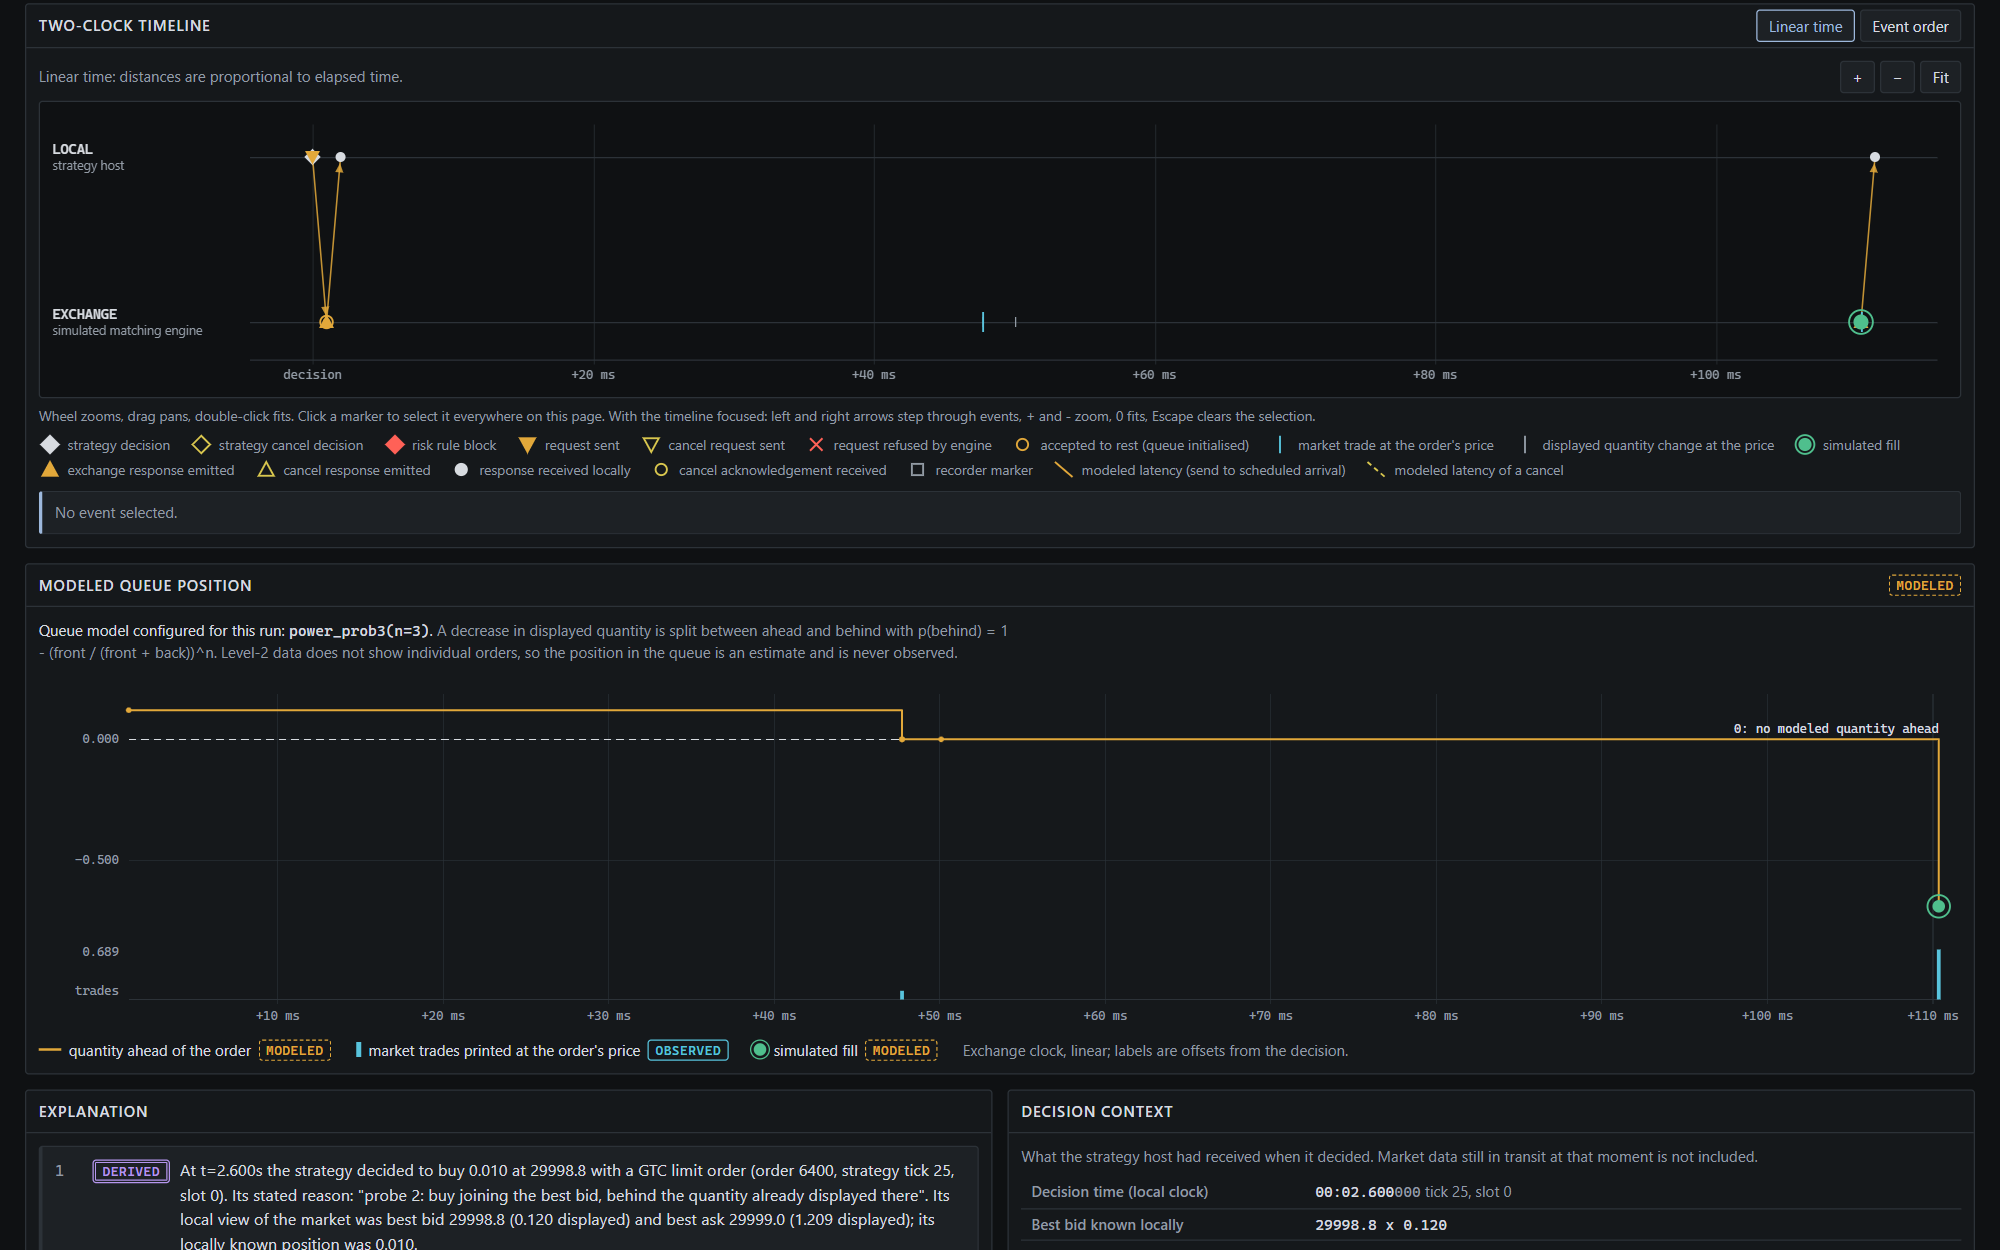 TWO-CLOCK TIMELINE
Linear time
Event order
Linear time: distances are proportional to elapsed time.
+
−
Fit
LOCAL
strategy host
EXCHANGE
simulated matching engine
decision
+20 ms
+40 ms
+60 ms
+80 ms
+100 ms
Wheel zooms, drag pans, double-click fits. Click a marker to select it everywhere on this page. With the timeline focused: left and right arrows step through events, + and - zoom, 0 fits, Escape clears the selection.
strategy decision
strategy cancel decision
risk rule block
request sent
cancel request sent
request refused by engine
accepted to rest (queue initialised)
market trade at the order's price
displayed quantity change at the price
simulated fill
exchange response emitted
cancel response emitted
response received locally
cancel acknowledgement received
recorder marker
modeled latency (send to scheduled arrival)
modeled latency of a cancel
No event selected.
MODELED QUEUE POSITION
MODELED
Queue model configured for this run: power_prob3(n=3). A decrease in displayed quantity is split between ahead and behind with p(behind) = 1
- (front / (front + back))^n. Level-2 data does not show individual orders, so the position in the queue is an estimate and is never observed.
0: no modeled quantity ahead
0.000
−0.500
0.689
trades
+10 ms
+20 ms
+30 ms
+40 ms
+50 ms
+60 ms
+70 ms
+80 ms
+90 ms
+100 ms
+110 ms
quantity ahead of the order
MODELED
market trades printed at the order's price
OBSERVED
simulated fill
MODELED
Exchange clock, linear; labels are offsets from the decision.
EXPLANATION
1
DERIVED
At t=2.600s the strategy decided to buy 0.010 at 29998.8 with a GTC limit order (order 6400, strategy tick 25,
slot 0). Its stated reason: "probe 2: buy joining the best bid, behind the quantity already displayed there". Its
local view of the market was best bid 29998.8 (0.120 displayed) and best ask 29999.0 (1.209 displayed); its
locally known position was 0.010.
DECISION CONTEXT
What the strategy host had received when it decided. Market data still in transit at that moment is not included.
Decision time (local clock)
00:02.600000 tick 25, slot 0
Best bid known locally
29998.8 x 0.120